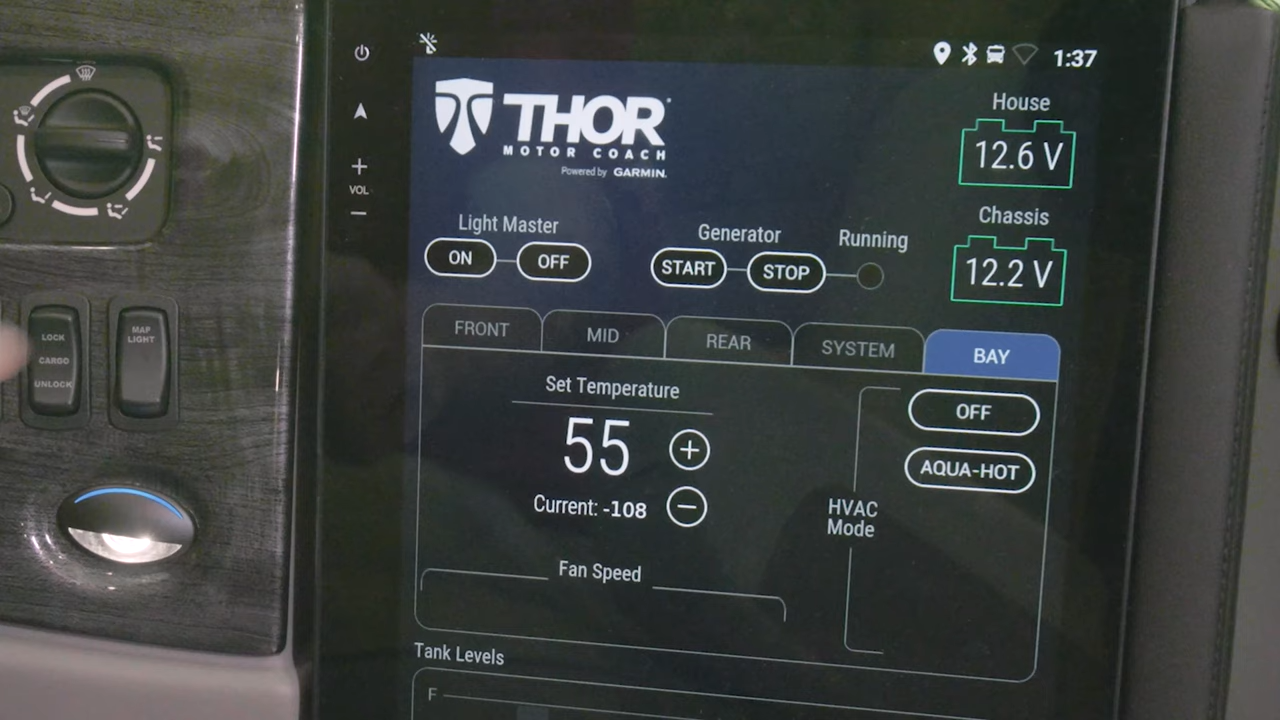 1:37
VOL
THOR
MOTOR COACH
Powered by GARMIN.
House
12.6 V
Chassis
12.2 V
Light Master
ON
OFF
Generator
START
STOP
Running
LOCK
CARGO
UNLOCK
MAP
LIGHT
FRONT
MID
REAR
SYSTEM
BAY
Set Temperature
55
Current: -108
Fan Speed
HVAC
Mode
OFF
AQUA-HOT
Tank Levels
F